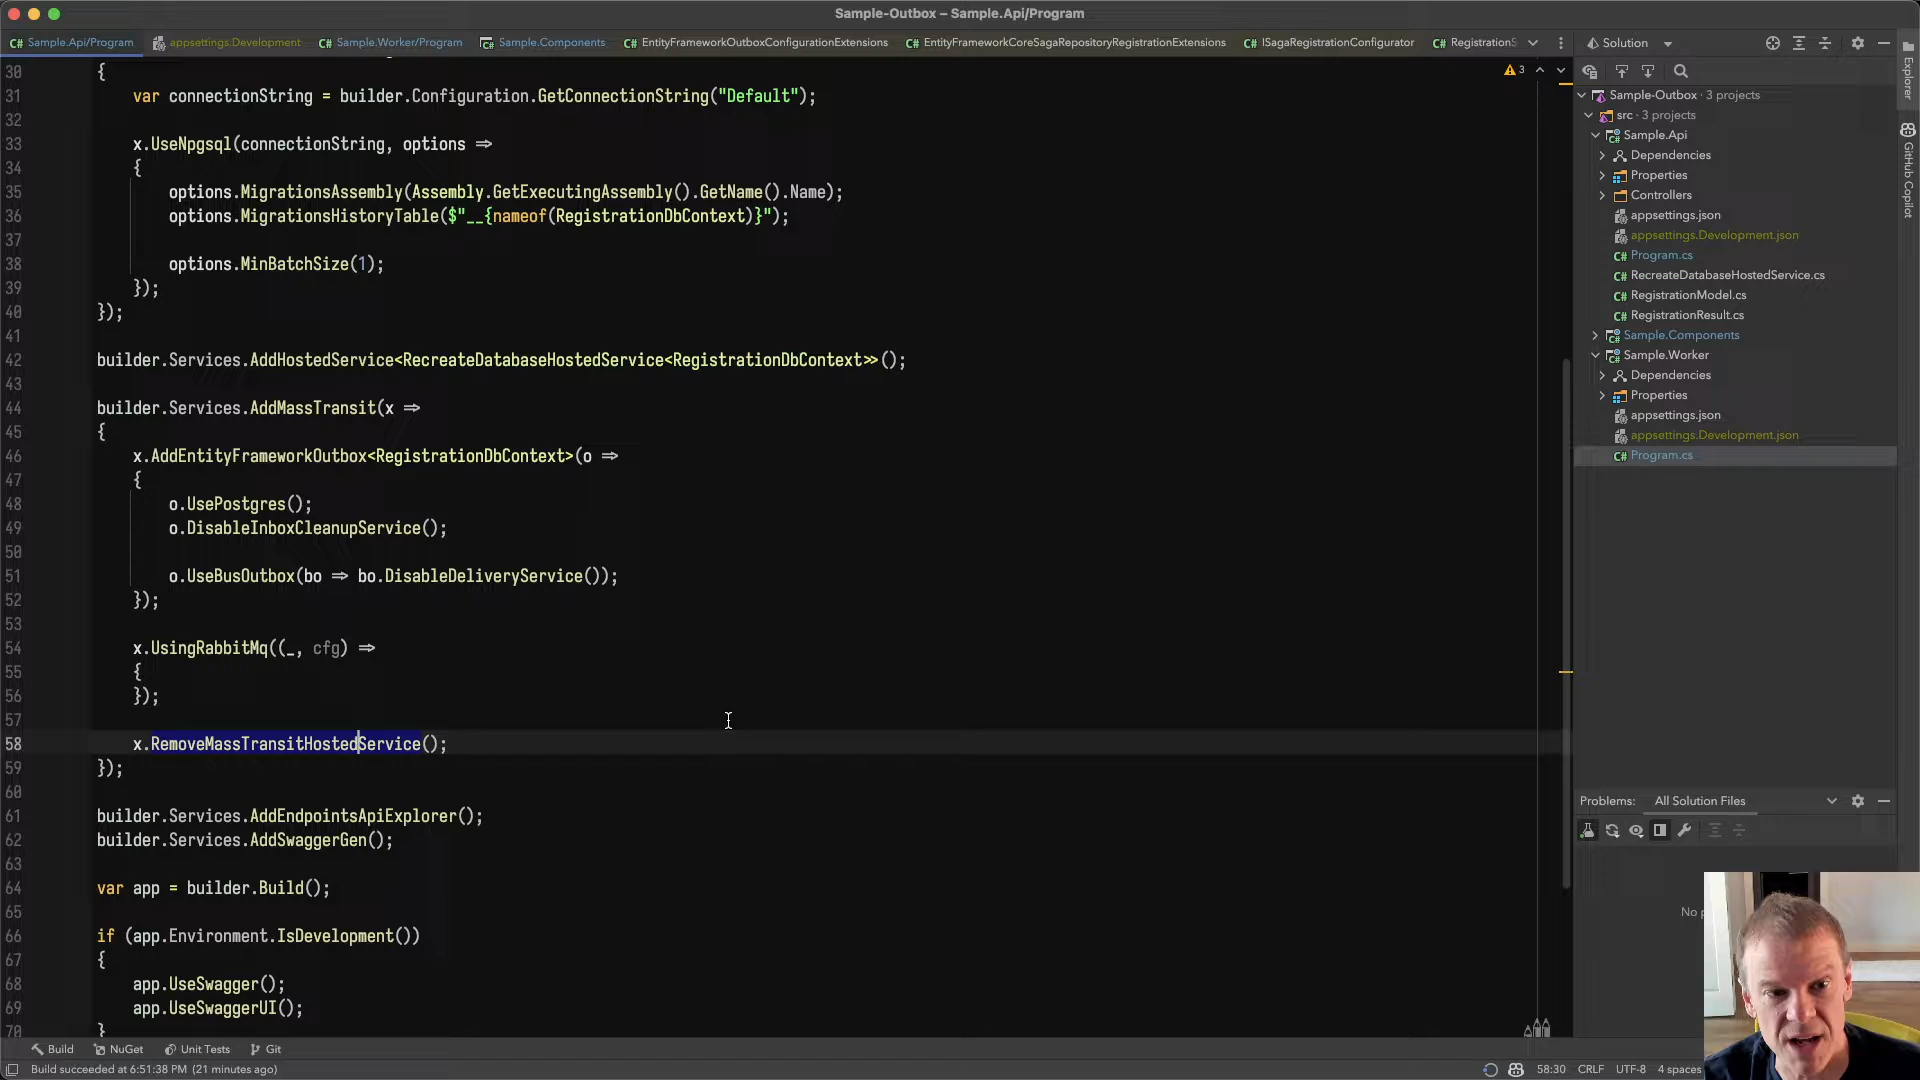 Sample-Outbox – Sample.Api/Program
C# Sample.Api/Program appsettings.Development C# Sample.Worker/Program Sample.Components C# EntityFrameworkOutboxConfigurationExtensions C# EntityFrameworkCoreSagaRepositoryRegistrationExtensions C# ISagaRegistrationConfigurator C# RegistrationS
Solution
30 {
31 var connectionString = builder.Configuration.GetConnectionString("Default");
32
33 x.UseNpgsql(connectionString, options =>
34 {
35 options.MigrationsAssembly(Assembly.GetExecutingAssembly().GetName().Name);
36 options.MigrationsHistoryTable($"__{nameof(RegistrationDbContext)}");
37
38 options.MinBatchSize(1);
39 });
40 });
41
42 builder.Services.AddHostedService<RecreateDatabaseHostedService<RegistrationDbContext>>();
43
44 builder.Services.AddMassTransit(x =>
45 {
46 x.AddEntityFrameworkOutbox<RegistrationDbContext>(o =>
47 {
48 o.UsePostgres();
49 o.DisableInboxCleanupService();
50
51 o.UseBusOutbox(bo => bo.DisableDeliveryService());
52 });
53
54 x.UsingRabbitMq((_, cfg) =>
55 {
56 });
57
58 x.RemoveMassTransitHostedService();
59 });
60
61 builder.Services.AddEndpointsApiExplorer();
62 builder.Services.AddSwaggerGen();
63
64 var app = builder.Build();
65
66 if (app.Environment.IsDevelopment())
67 {
68 app.UseSwagger();
69 app.UseSwaggerUI();
70 }
3
Sample-Outbox · 3 projects
src · 3 projects
Sample.Api
Dependencies
Properties
Controllers
appsettings.json
appsettings.Development.json
C# Program.cs
C# RecreateDatabaseHostedService.cs
C# RegistrationModel.cs
C# RegistrationResult.cs
Sample.Components
Sample.Worker
Dependencies
Properties
appsettings.json
appsettings.Development.json
C# Program.cs
Explorer
GitHub Copilot
Problems: All Solution Files
No
Build NuGet Unit Tests Git
Build succeeded at 6:51:38 PM (21 minutes ago)
58:30 CRLF UTF-8 4 spaces